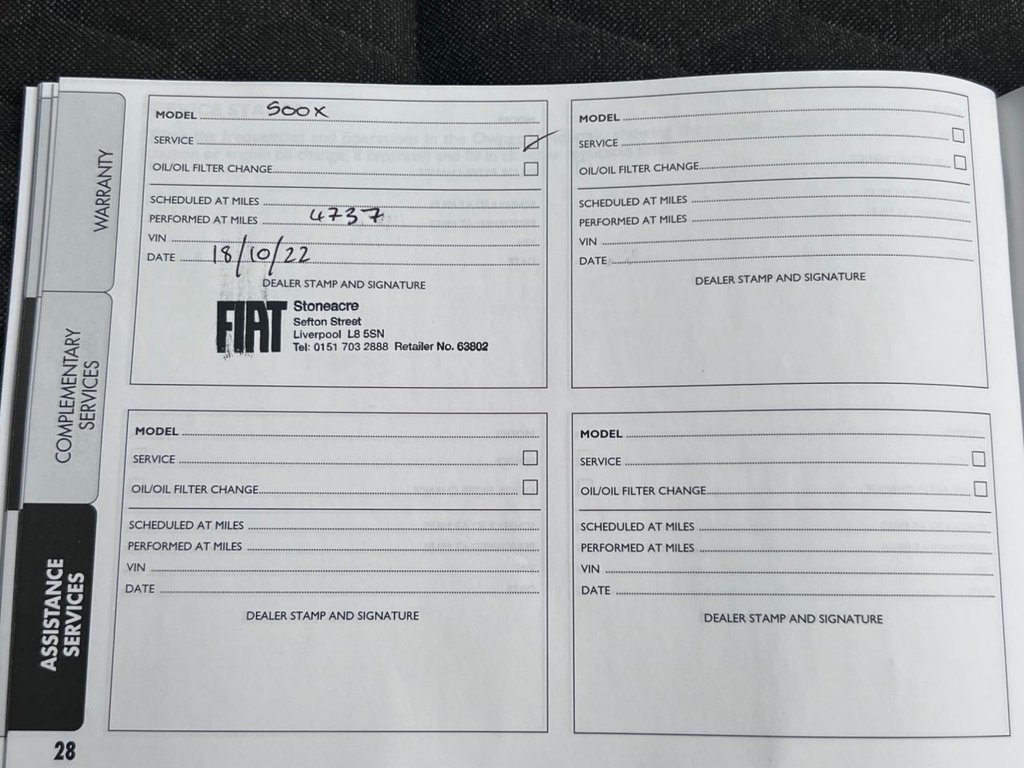 WARRANTY
COMPLEMENTARY
SERVICES
ASSISTANCE
SERVICES
MODEL 500X
SERVICE
OIL/OIL FILTER CHANGE
SCHEDULED AT MILES
PERFORMED AT MILES 4737
VIN
DATE 18/10/22
DEALER STAMP AND SIGNATURE
FIAT Stoneacre
Sefton Street
Liverpool L8 5SN
Tel: 0151 703 2888 Retailer No. 63802
MODEL
SERVICE
OIL/OIL FILTER CHANGE
SCHEDULED AT MILES
PERFORMED AT MILES
VIN
DATE
DEALER STAMP AND SIGNATURE
MODEL
SERVICE
OIL/OIL FILTER CHANGE
SCHEDULED AT MILES
PERFORMED AT MILES
VIN
DATE
DEALER STAMP AND SIGNATURE
MODEL
SERVICE
OIL/OIL FILTER CHANGE
SCHEDULED AT MILES
PERFORMED AT MILES
VIN
DATE
DEALER STAMP AND SIGNATURE
28